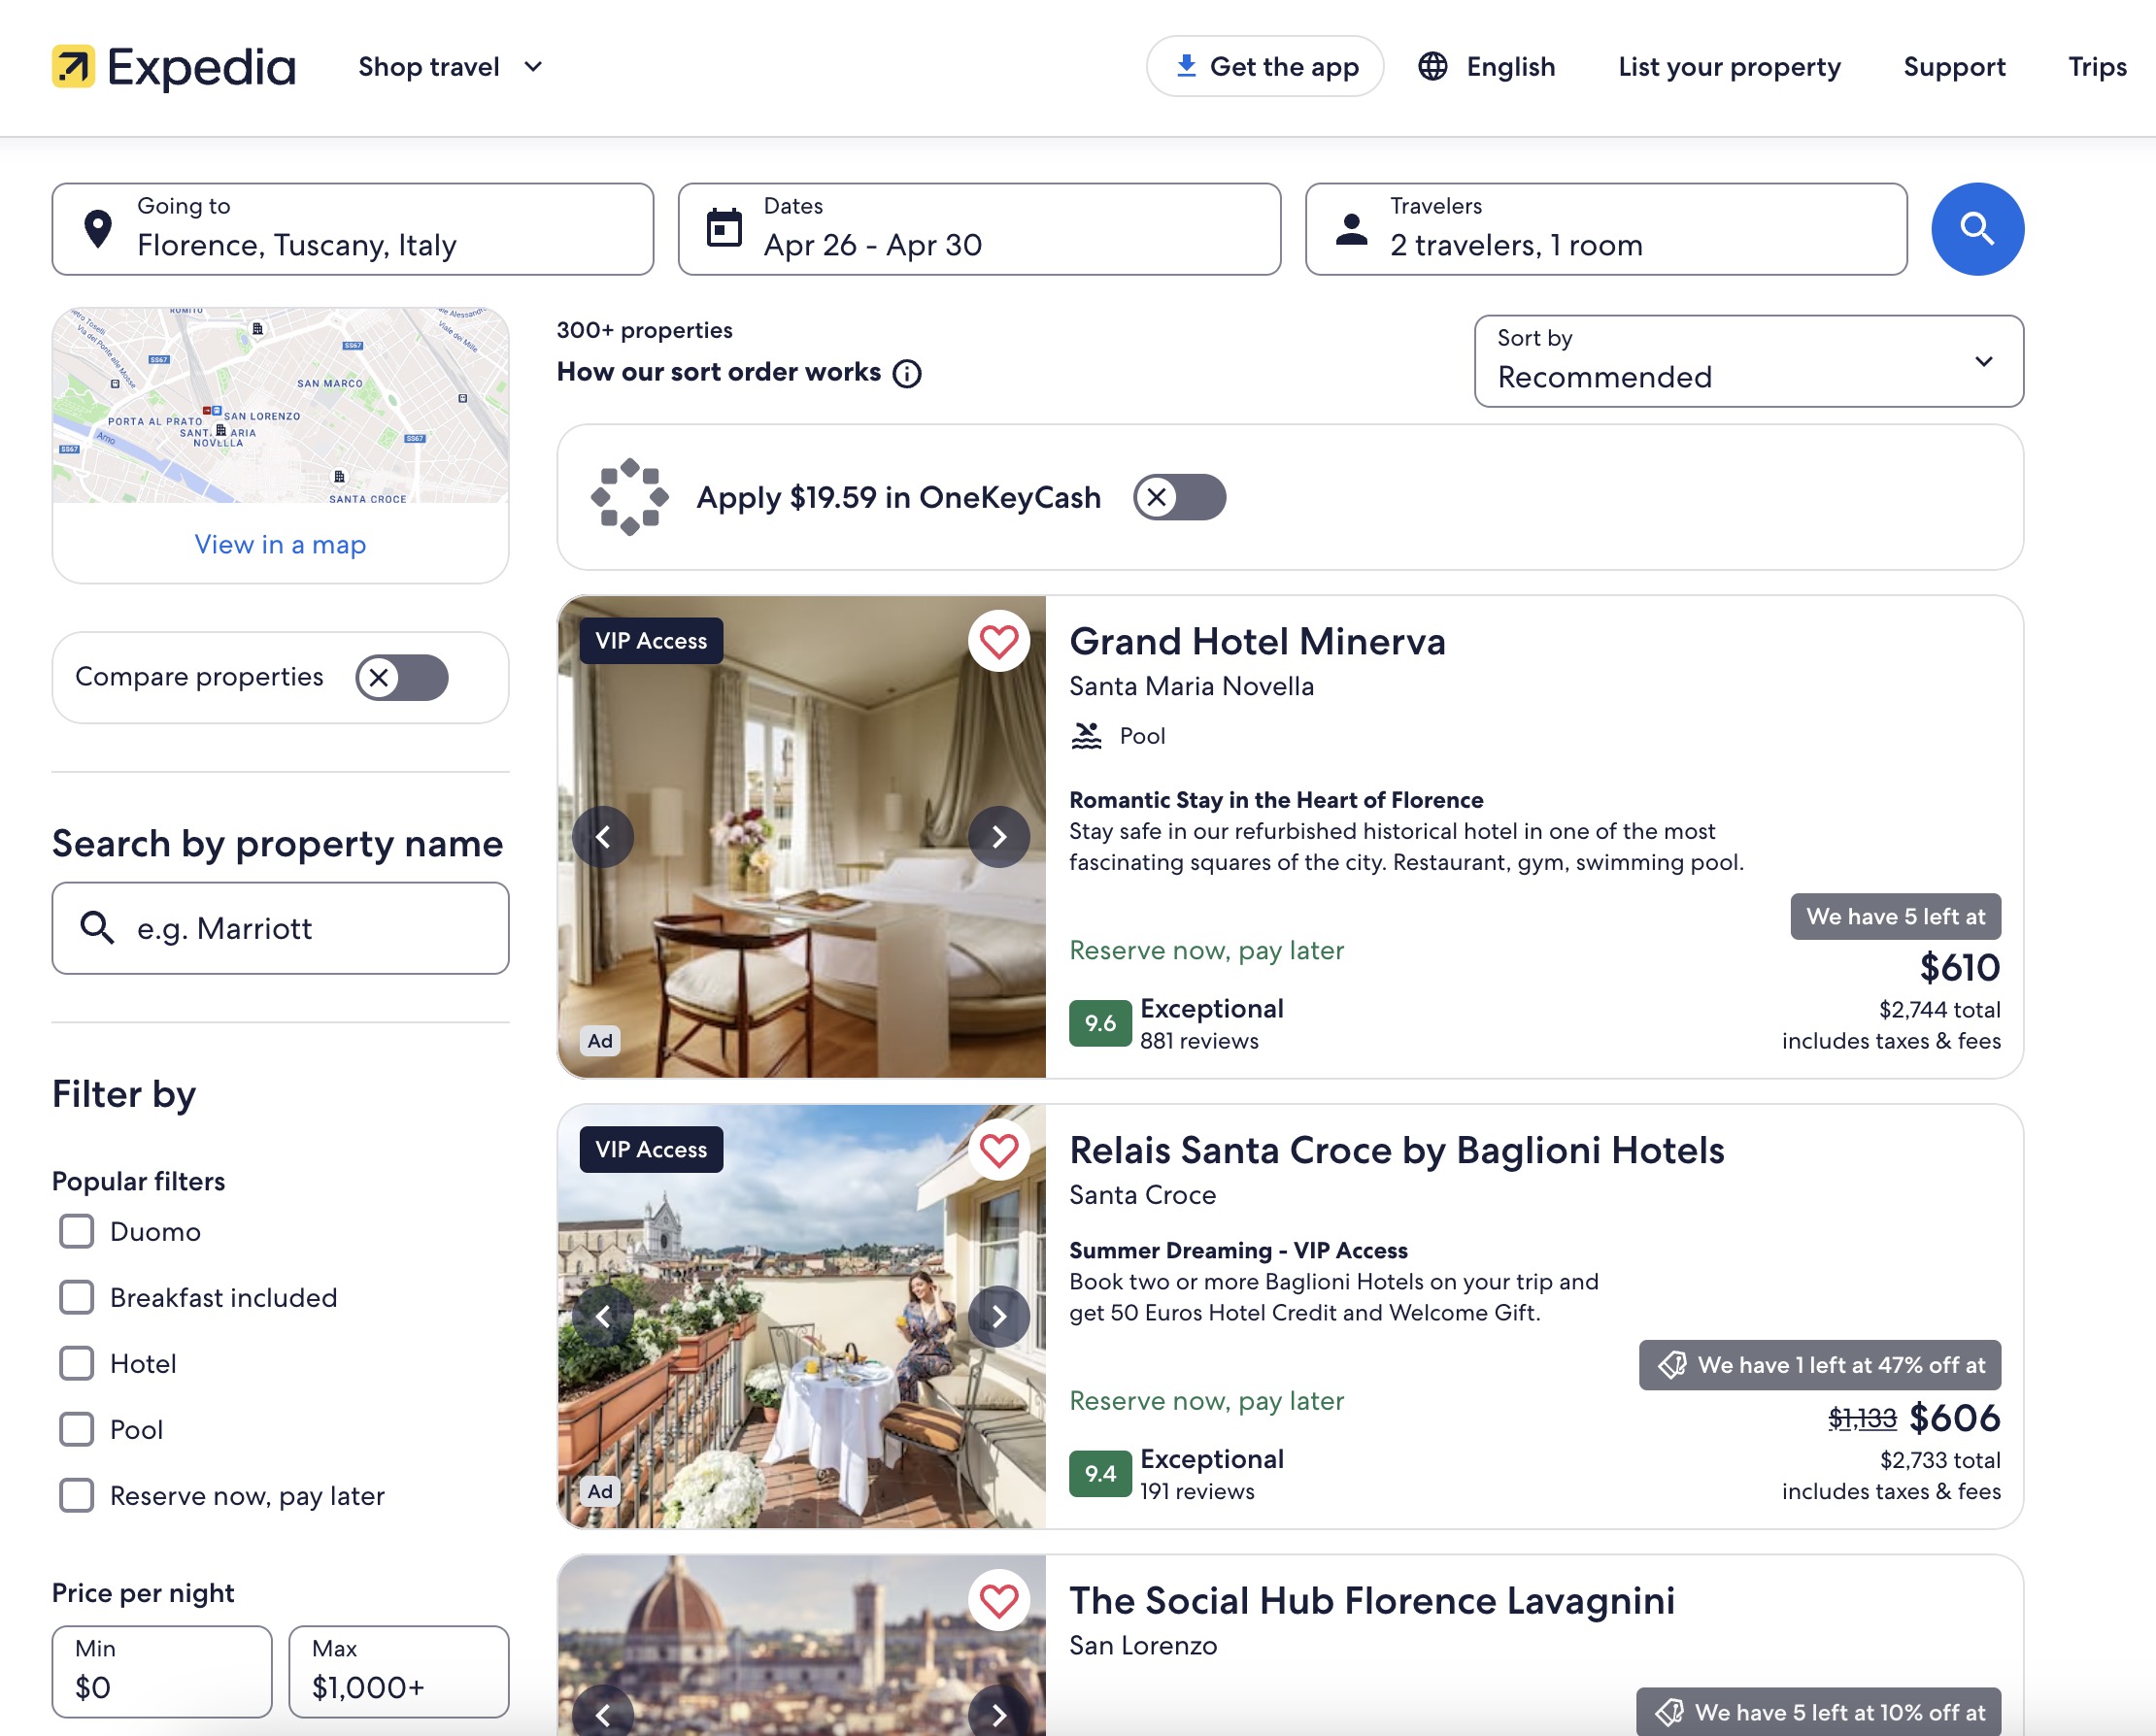 Expedia
Shop travel
Get the app
English
List your property
Support
Trips
Going to
Florence, Tuscany, Italy
Dates
Apr 26 - Apr 30
Travelers
2 travelers, 1 room
ROMITO
SS67
SS67
SAN MARCO
SAN LORENZO
PORTA AL PRATO
NOVELLA
SS67
SS67
Arno
SANTA CROCE
View in a map
Compare properties
Search by property name
e.g. Marriott
Filter by
Popular filters
Duomo
Breakfast included
Hotel
Pool
Reserve now, pay later
Price per night
Min
$0
Max
$1,000+
300+ properties
How our sort order works
Sort by
Recommended
Apply $19.59 in OneKeyCash
VIP Access
Ad
Grand Hotel Minerva
Santa Maria Novella
Pool
Romantic Stay in the Heart of Florence
Stay safe in our refurbished historical hotel in one of the most
fascinating squares of the city. Restaurant, gym, swimming pool.
We have 5 left at
Reserve now, pay later
$610
9.6
Exceptional
881 reviews
$2,744 total
includes taxes & fees
VIP Access
Ad
Relais Santa Croce by Baglioni Hotels
Santa Croce
Summer Dreaming - VIP Access
Book two or more Baglioni Hotels on your trip and
get 50 Euros Hotel Credit and Welcome Gift.
We have 1 left at 47% off at
Reserve now, pay later
$1,133 $606
9.4
Exceptional
191 reviews
$2,733 total
includes taxes & fees
The Social Hub Florence Lavagnini
San Lorenzo
We have 5 left at 10% off at